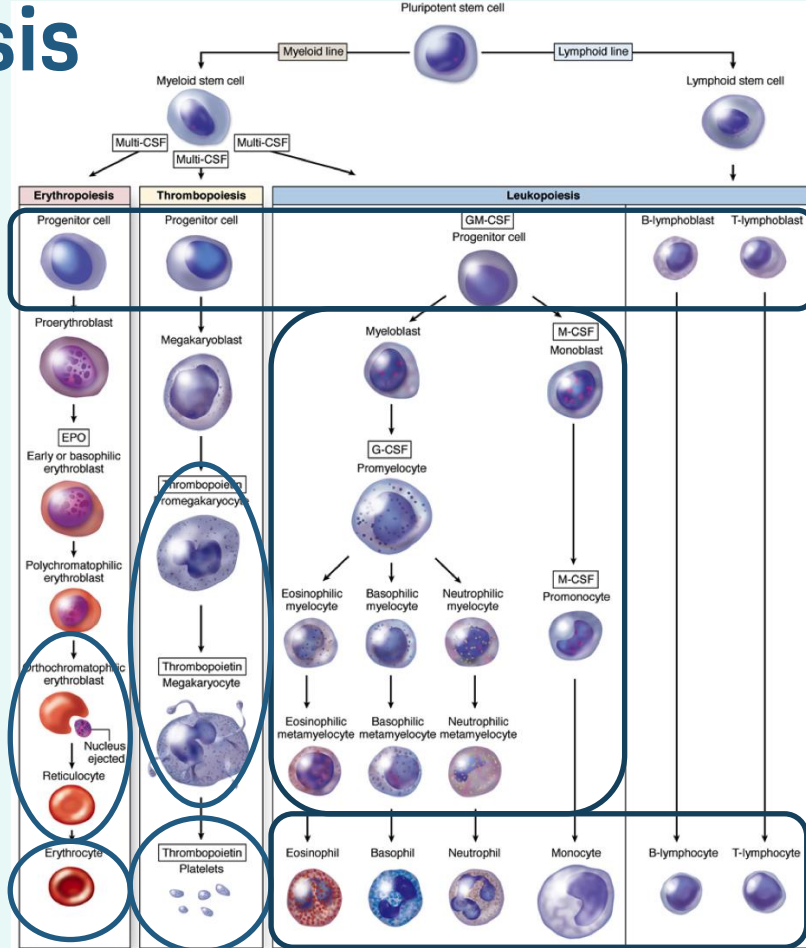 sis
Pluripotent stem cell
Myeloid line
Lymphoid line
Myeloid stem cell
Lymphoid stem cell
Multi-CSF
Multi-CSF
Multi-CSF
Erythropoiesis
Thrombopoiesis
Leukopoiesis
Progenitor cell
Progenitor cell
GM-CSF
Progenitor cell
B-lymphoblast
T-lymphoblast
Proerythroblast
Megakaryoblast
Myeloblast
M-CSF
Monoblast
EPO
Early or basophilic
erythroblast
G-CSF
Promyelocyte
Thrombopoietin
Promegakaryocyte
Polychromatophilic
erythroblast
Eosinophilic
myelocyte
Basophilic
myelocyte
Neutrophilic
myelocyte
M-CSF
Promonocyte
Orthochromatophilic
erythroblast
Nucleus
ejected
Thrombopoietin
Megakaryocyte
Eosinophilic
metamyelocyte
Basophilic
metamyelocyte
Neutrophilic
metamyelocyte
Reticulocyte
Erythrocyte
Thrombopoietin
Platelets
Eosinophil
Basophil
Neutrophil
Monocyte
B-lymphocyte
T-lymphocyte